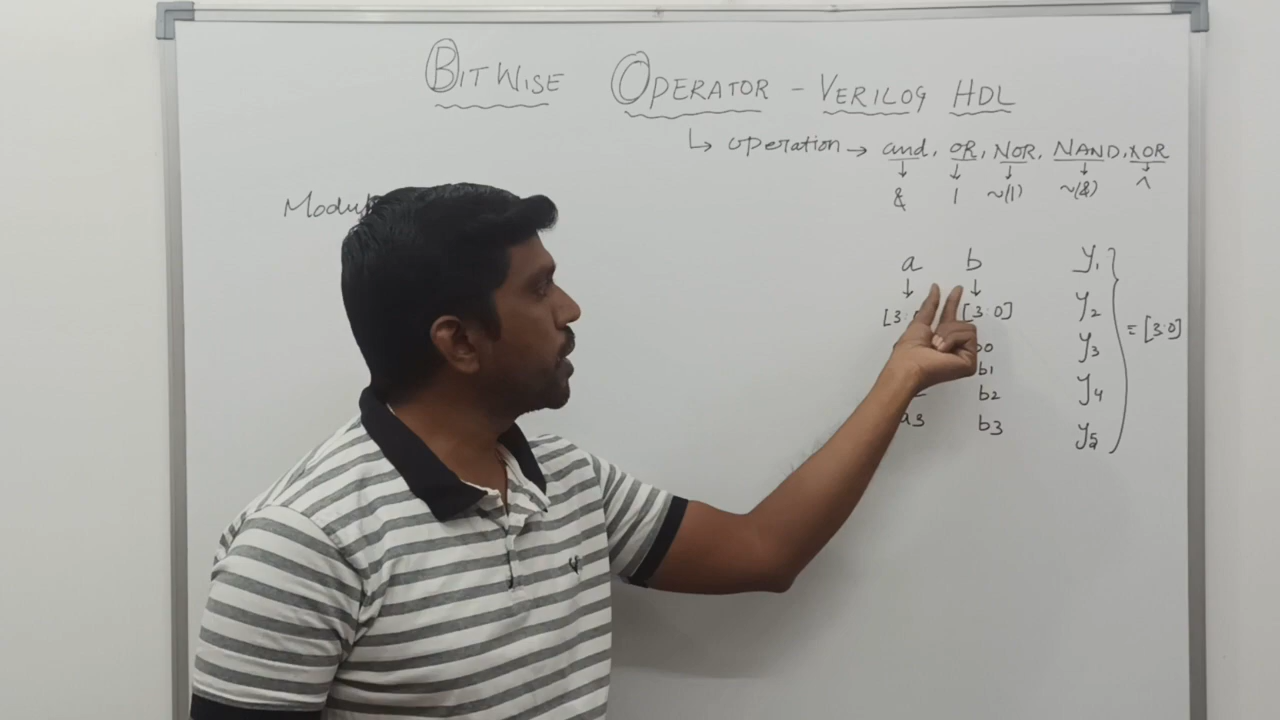 BITWISE OPERATOR - VERILOG HDL
↳ operation → and, OR, NOR, NAND, XOR
↓ ↓ ↓ ↓ ↓
& | ~(|) ~(&) ^
a b y1
↓ ↓
[3:0] y2
= [3:0]
y3
b1
b2 y4
a3 b3 y5